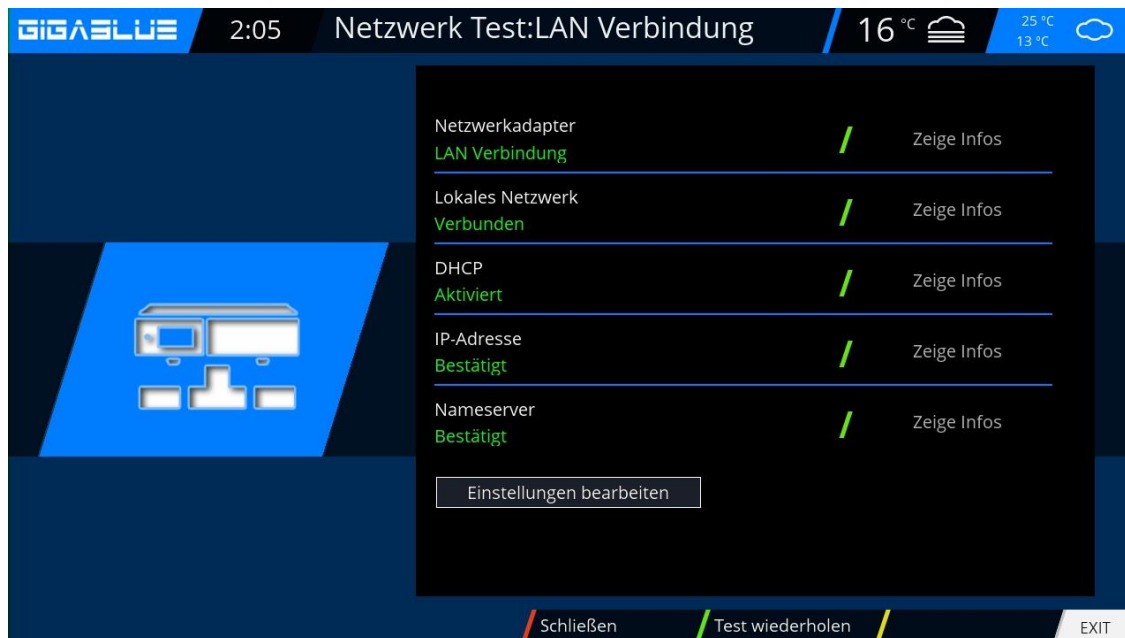 GIGABLUE
2:05
Netzwerk Test:LAN Verbindung
16 °C
25 °C
13 °C
Netzwerkadapter
LAN Verbindung
Zeige Infos
Lokales Netzwerk
Verbunden
Zeige Infos
DHCP
Aktiviert
Zeige Infos
IP-Adresse
Bestätigt
Zeige Infos
Nameserver
Bestätigt
Zeige Infos
Einstellungen bearbeiten
Schließen
Test wiederholen
EXIT